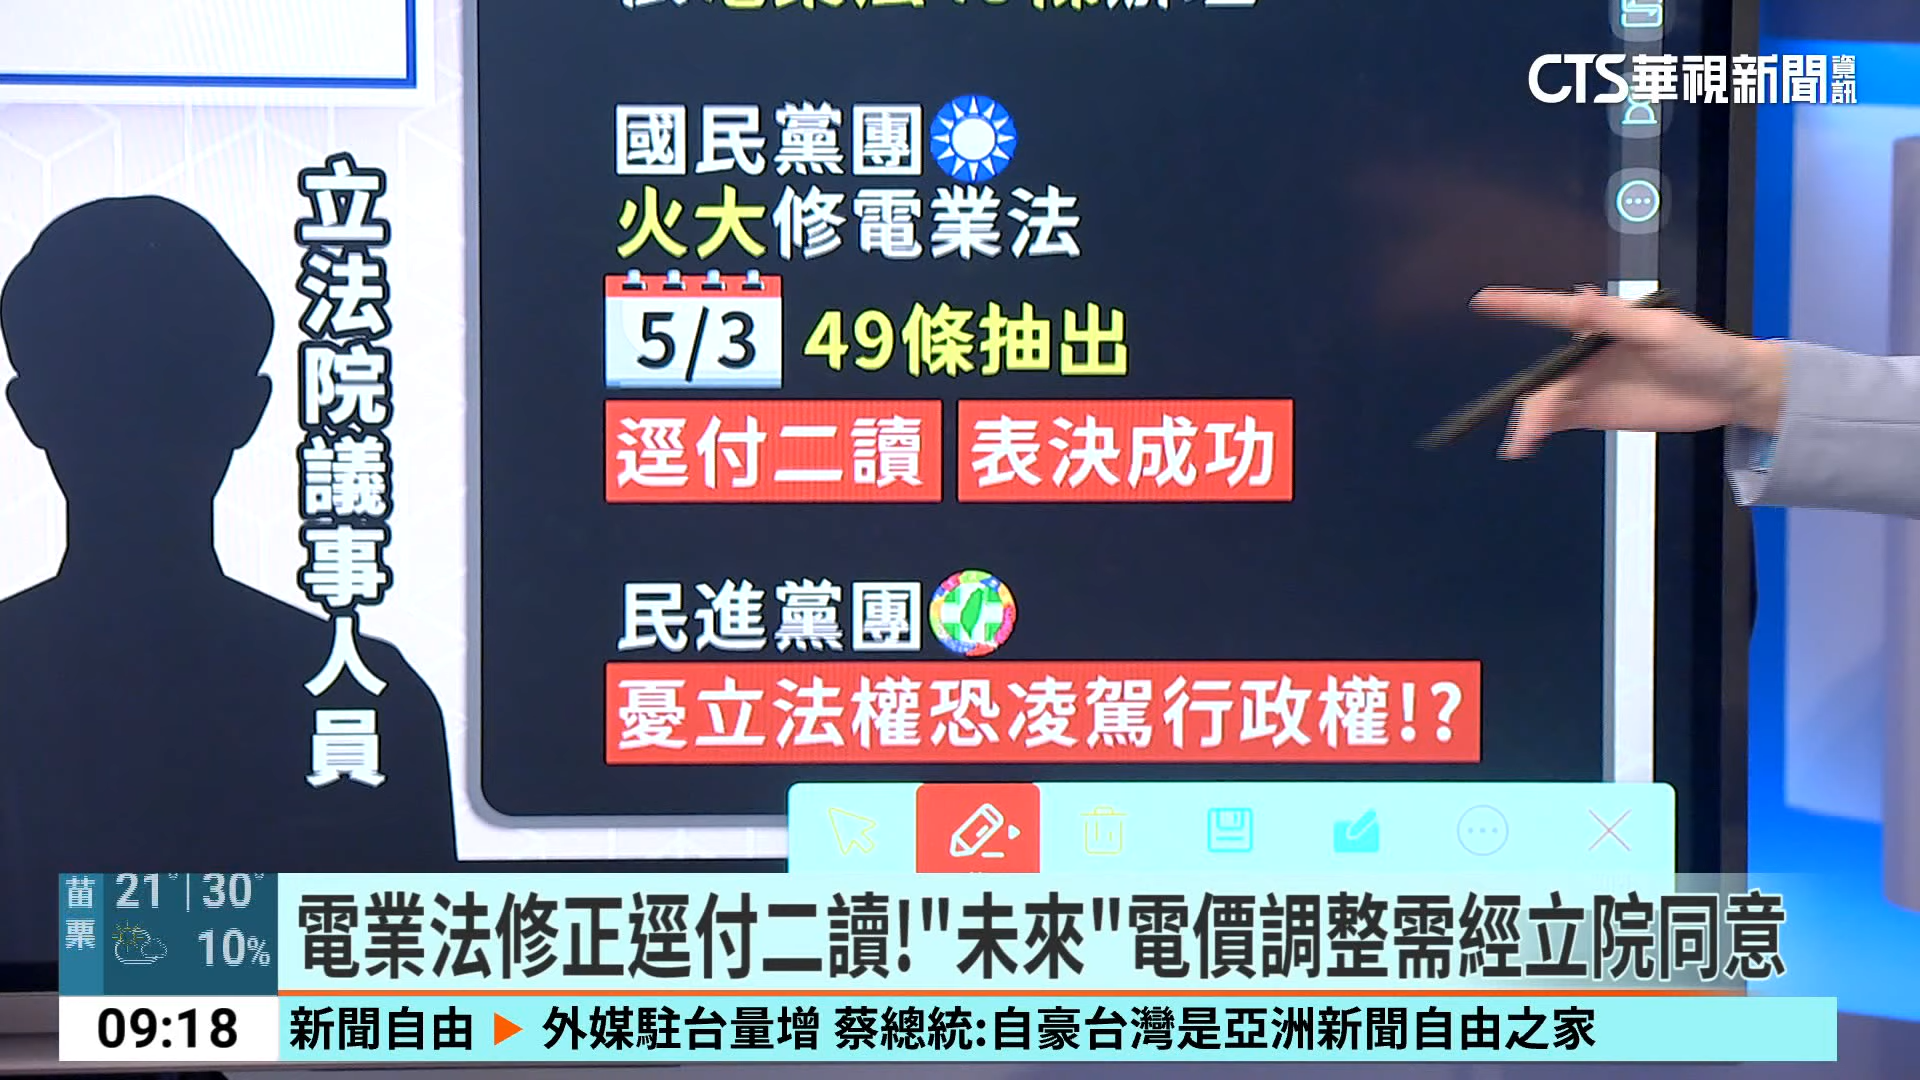 CTS華視新聞資訊
國民黨團
火大修電業法
5/3 49條抽出
逕付二讀 表決成功
民進黨團
憂立法權恐凌駕行政權!?
立法院議事人員
苗栗 21° 30°
10%
電業法修正逕付二讀!"未來"電價調整需經立院同意
09:18
新聞自由 ▶ 外媒駐台量增 蔡總統:自豪台灣是亞洲新聞自由之家